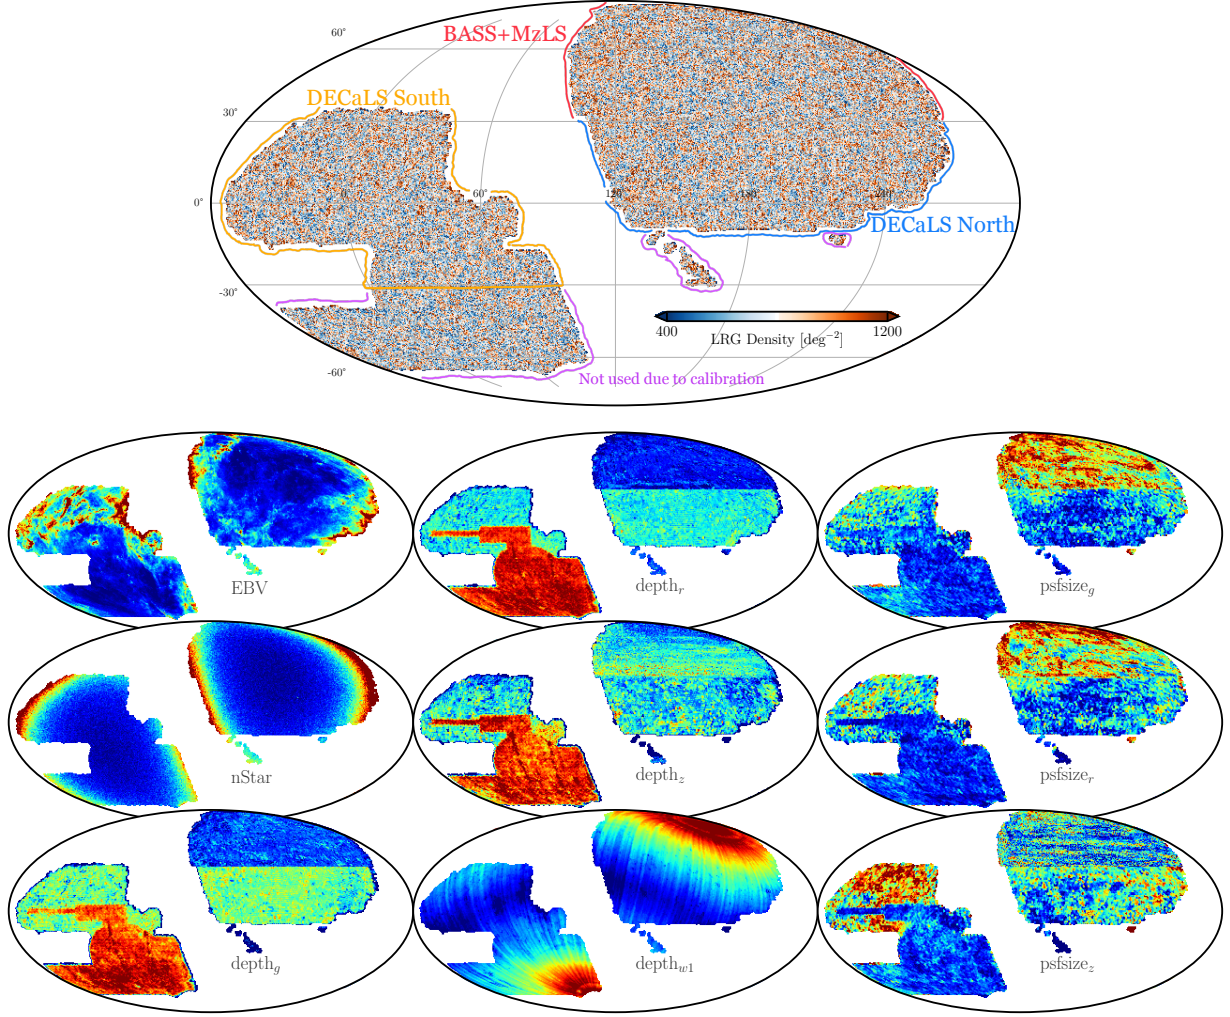 BASS+MzLS
60°
DECaLS South
30°
0°
0°
60°
120°
180°
240°
DECaLS North
-30°
400
1200
LRG Density [deg⁻²]
-60°
Not used due to calibration
EBV
depth_r
psfsize_g
nStar
depth_z
psfsize_r
depth_g
depth_w1
psfsize_z